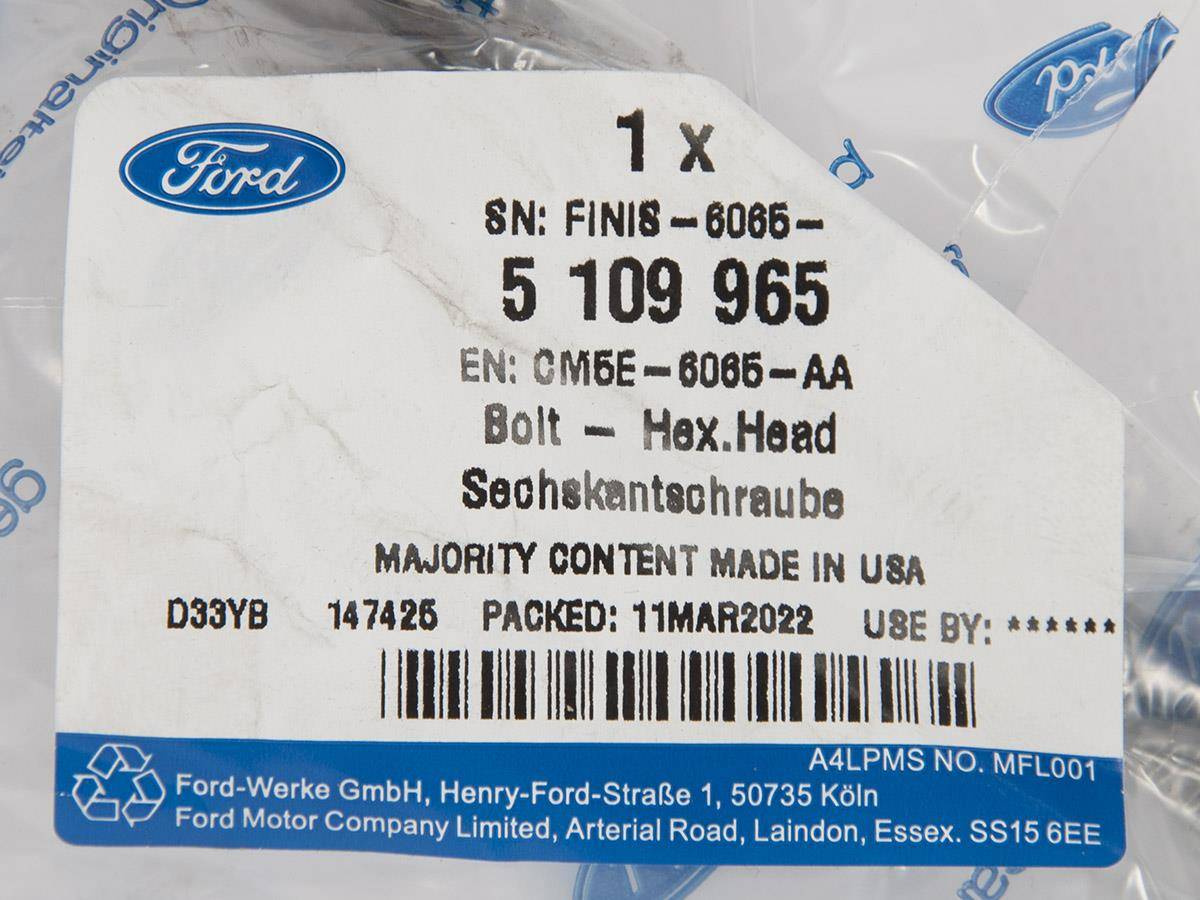 Originaltei
Ford
Ford
1 x
SN: FINIS-6065-
5 109 965
EN: CM5E-6065-AA
Bolt - Hex.Head
Sechskantschraube
MAJORITY CONTENT MADE IN USA
D33YB 147425 PACKED: 11MAR2022 USE BY: ******
A4LPMS NO. MFL001
Ford-Werke GmbH, Henry-Ford-Straße 1, 50735 Köln
Ford Motor Company Limited, Arterial Road, Laindon, Essex. SS15 6EE